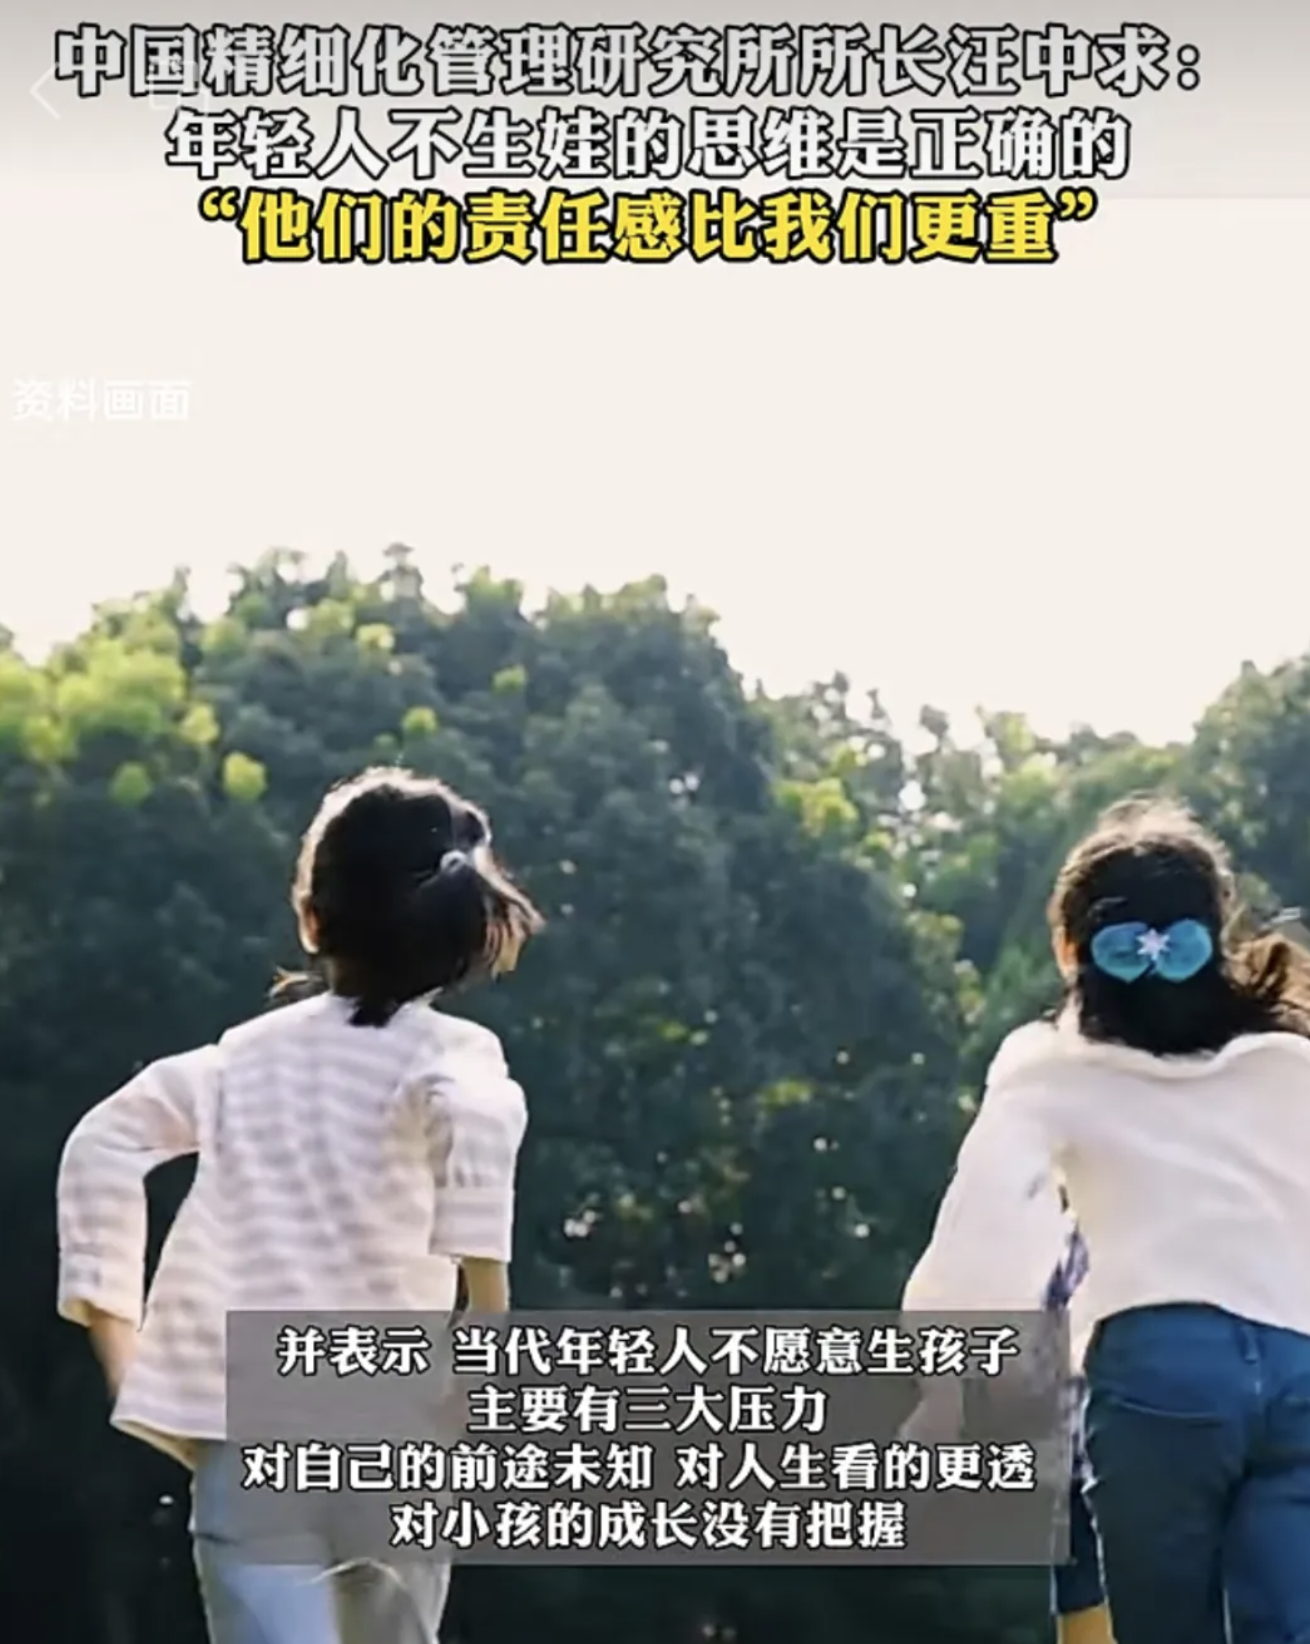 中国精细化管理研究所所长汪中求：
年轻人不生娃的思维是正确的
“他们的责任感比我们更重”
资料画面
并表示 当代年轻人不愿意生孩子
主要有三大压力
对自己的前途未知 对人生看的更透
对小孩的成长没有把握